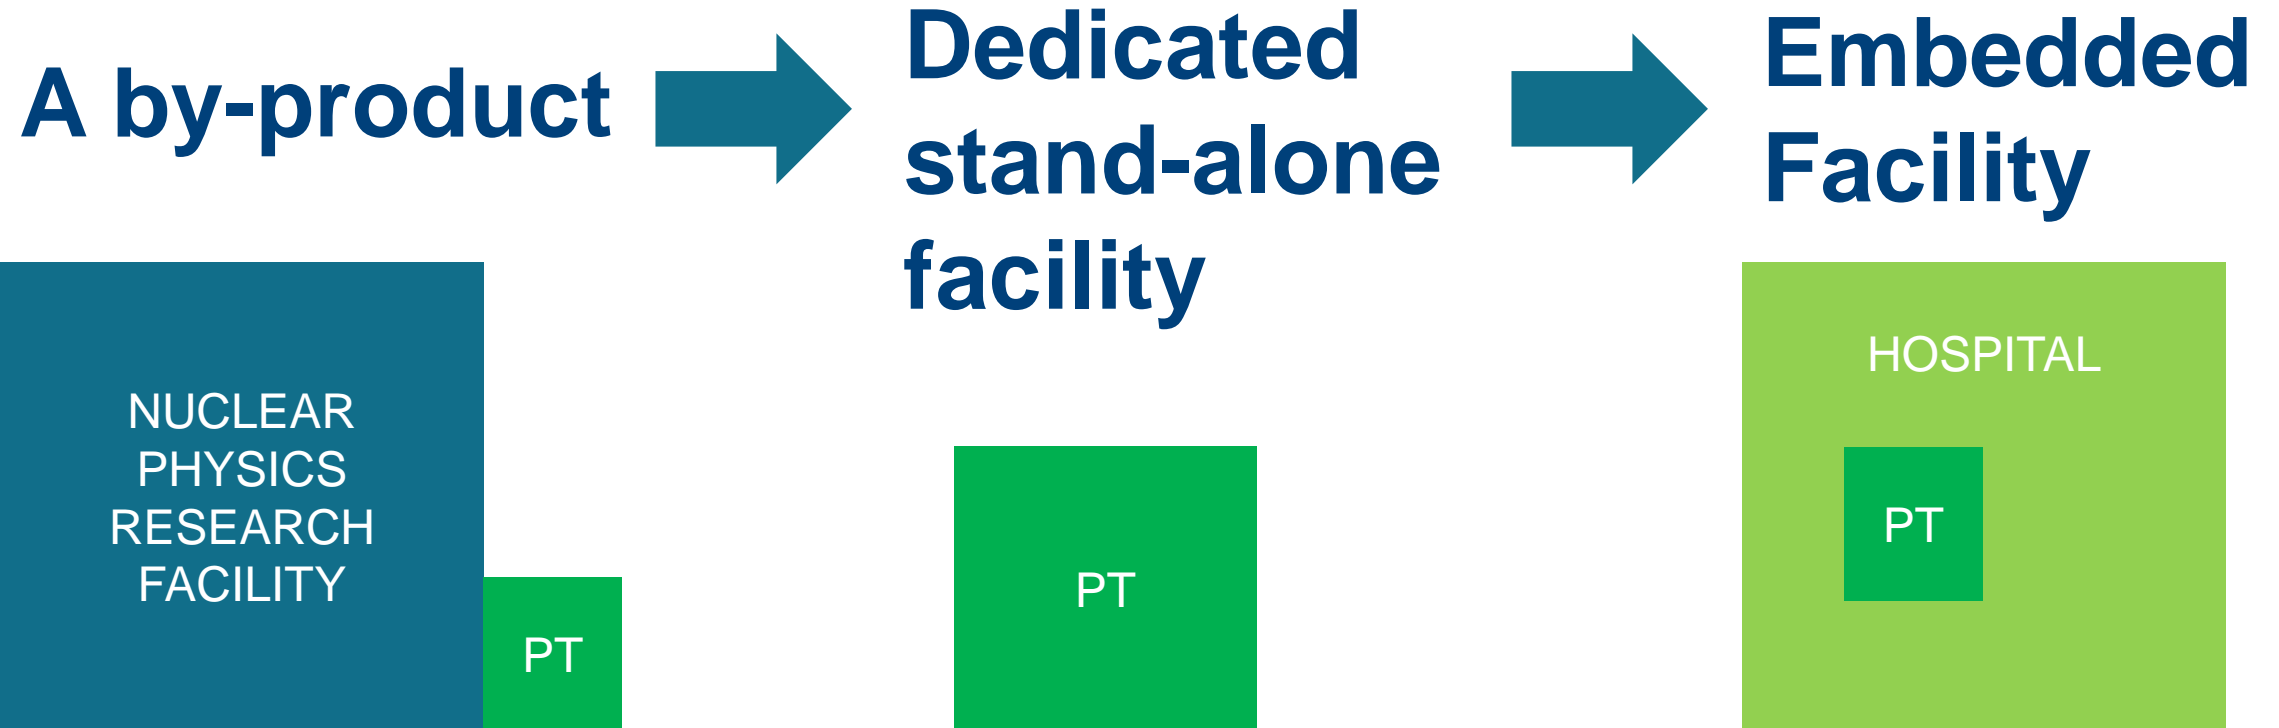 A by-product
Dedicated
stand-alone
facility
Embedded
Facility
NUCLEAR
PHYSICS
RESEARCH
FACILITY
PT
PT
HOSPITAL
PT